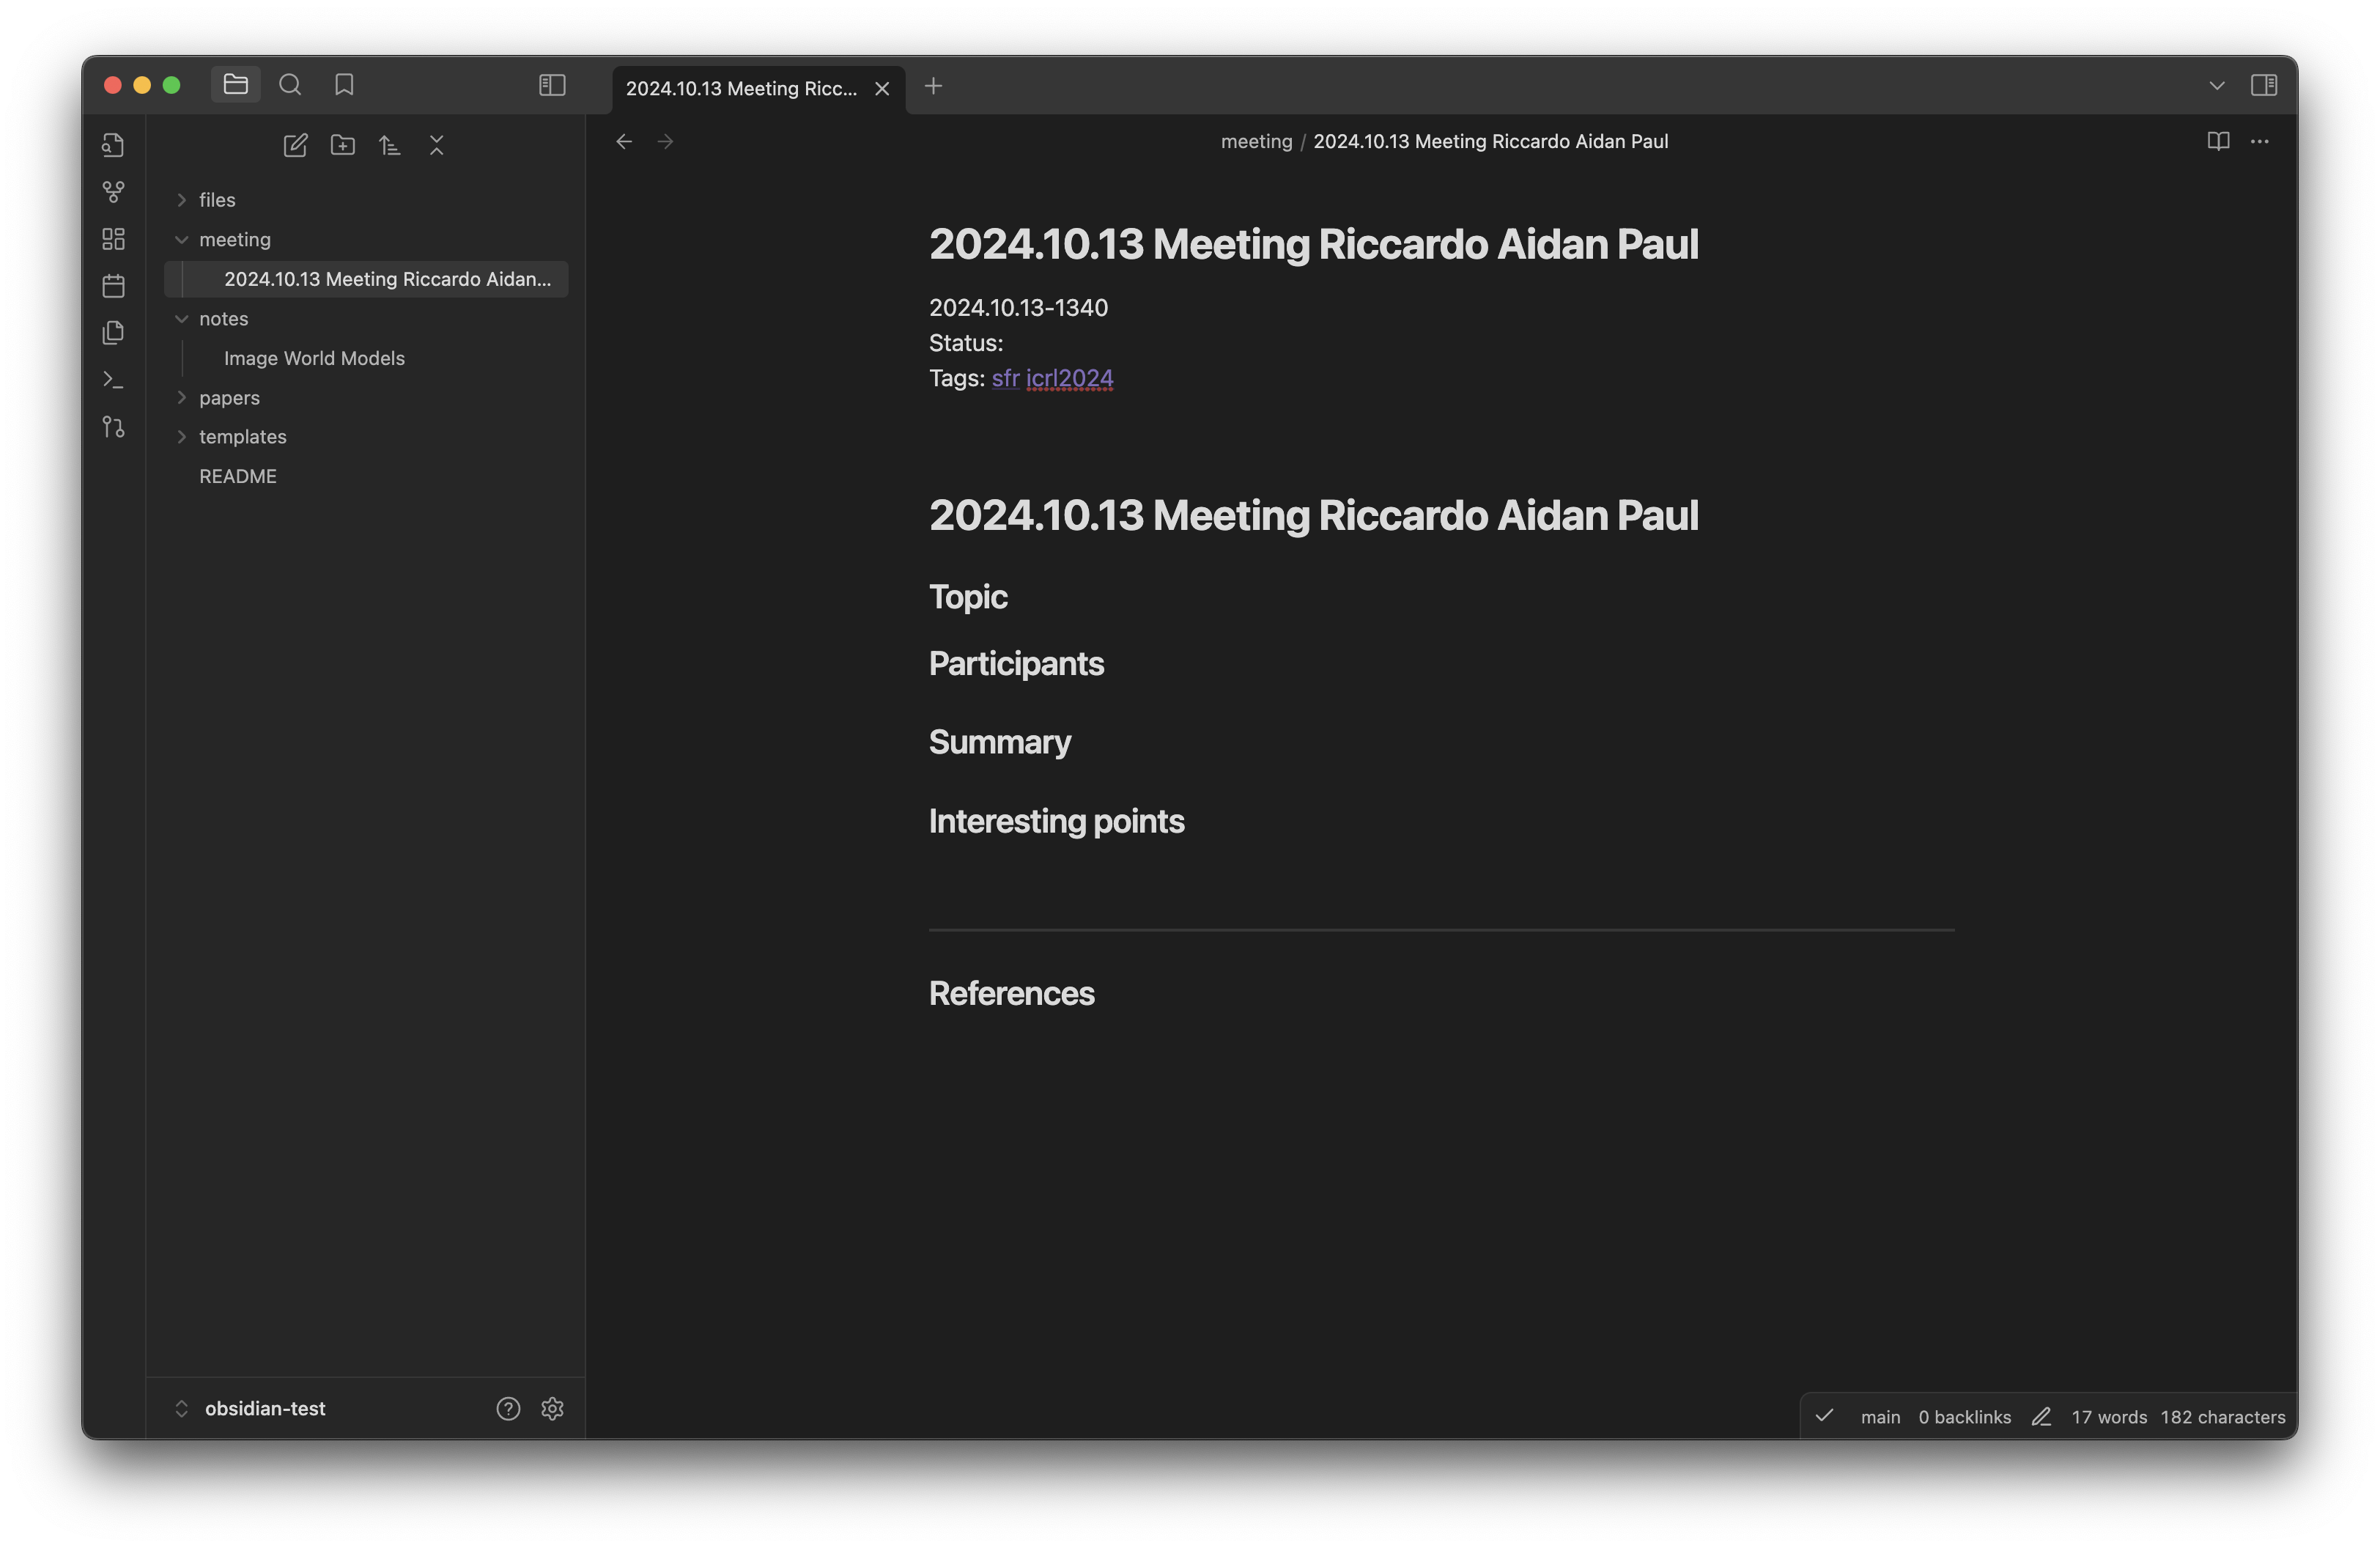 2024.10.13 Meeting Ricc...
meeting / 2024.10.13 Meeting Riccardo Aidan Paul
files
meeting
2024.10.13 Meeting Riccardo Aidan...
notes
Image World Models
papers
templates
README
2024.10.13 Meeting Riccardo Aidan Paul
2024.10.13-1340
Status:
Tags: sfr icrl2024
2024.10.13 Meeting Riccardo Aidan Paul
Topic
Participants
Summary
Interesting points
References
obsidian-test
main 0 backlinks 17 words 182 characters